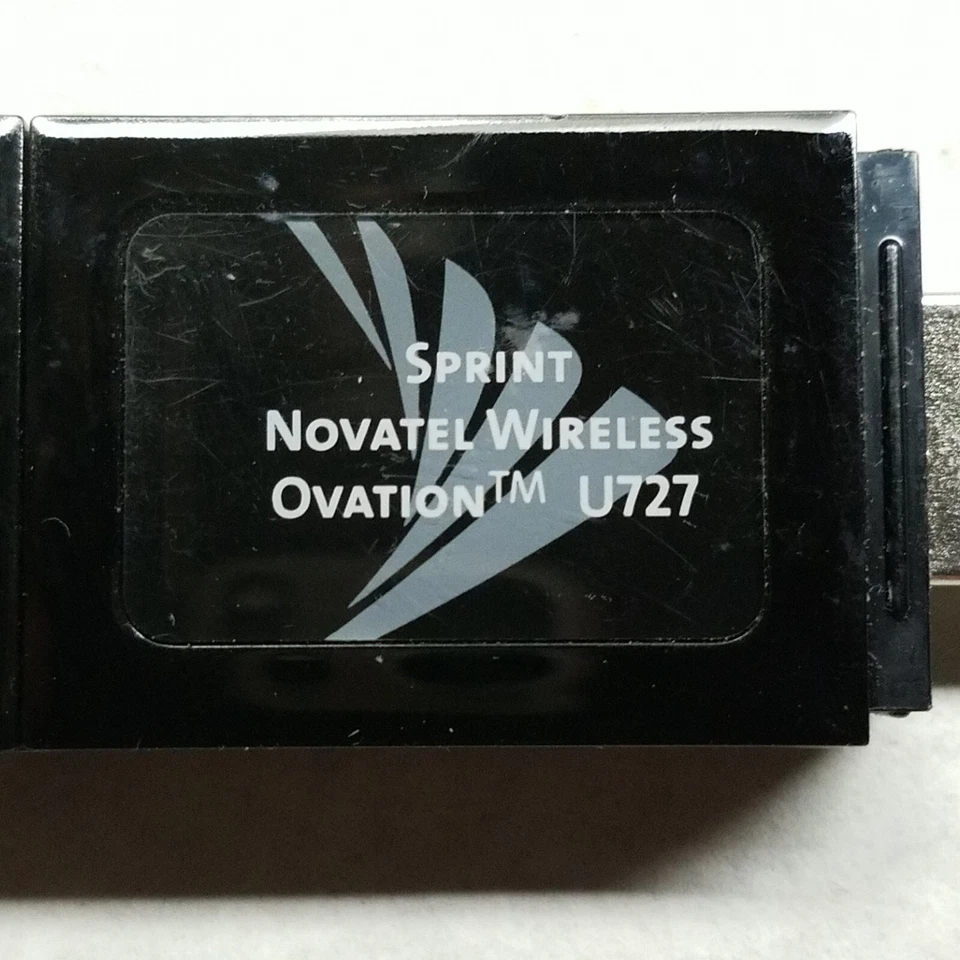 SPRINT
NOVATEL WIRELESS
OVATION™ U727